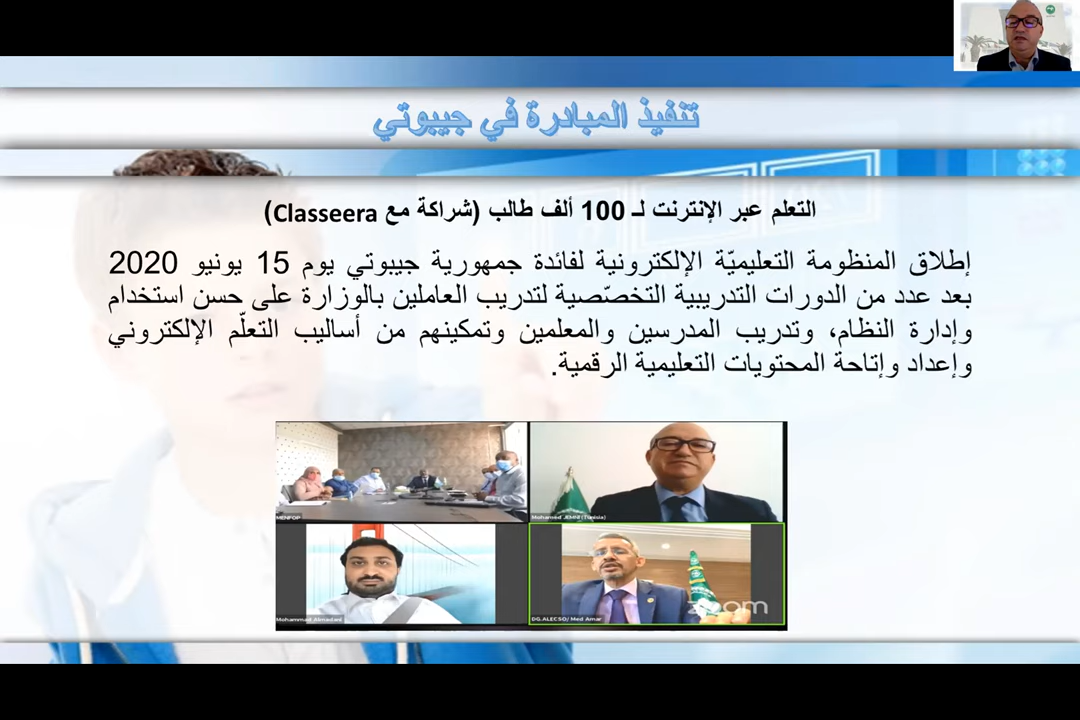 تنفيذ المبادرة في جيبوتي
التعلم عبر الإنترنت لـ 100 ألف طالب (شراكة مع Classeera)
إطلاق المنظومة التعليميّة الإلكترونية لفائدة جمهورية جيبوتي يوم 15 يونيو 2020
بعد عدد من الدورات التدريبية التخصّصية لتدريب العاملين بالوزارة على حسن استخدام
وإدارة النظام، وتدريب المدرسين والمعلمين وتمكينهم من أساليب التعلّم الإلكتروني
وإعداد وإتاحة المحتويات التعليمية الرقمية.
MENFOP
Mohamed JEMNI (Tunisia)
Mohammad Almadani
DG.ALECSO/ Med Amar
zoom